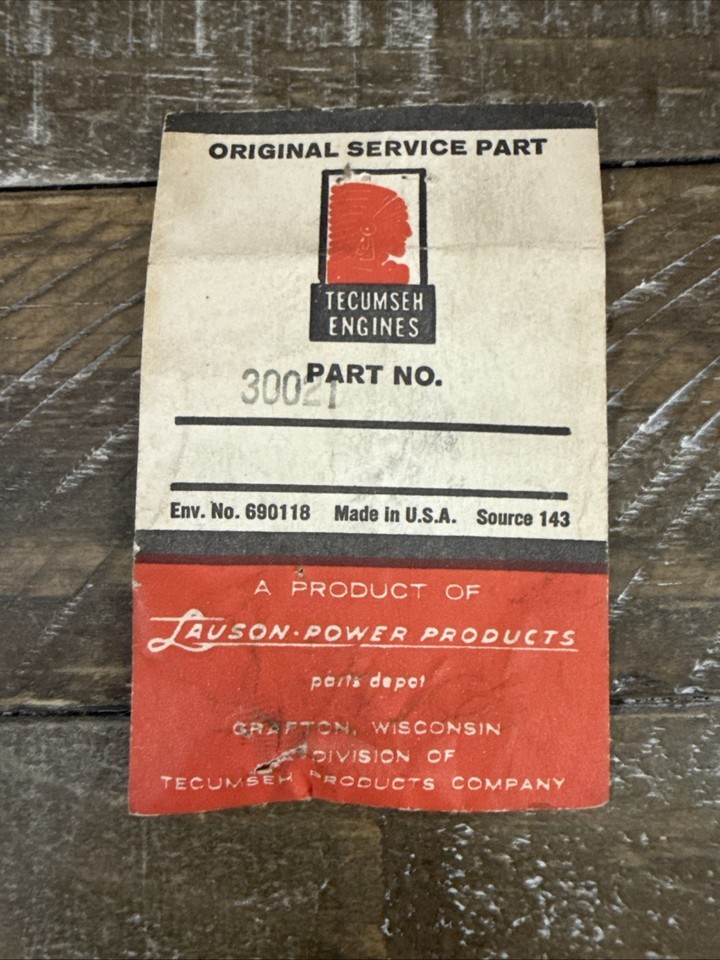 ORIGINAL SERVICE PART
TECUMSEH
ENGINES
PART NO.
30021
Env. No. 690118 Made in U.S.A. Source 143
A PRODUCT OF
LAUSON-POWER PRODUCTS
parts depot
GRAFTON, WISCONSIN
DIVISION OF
TECUMSEH PRODUCTS COMPANY